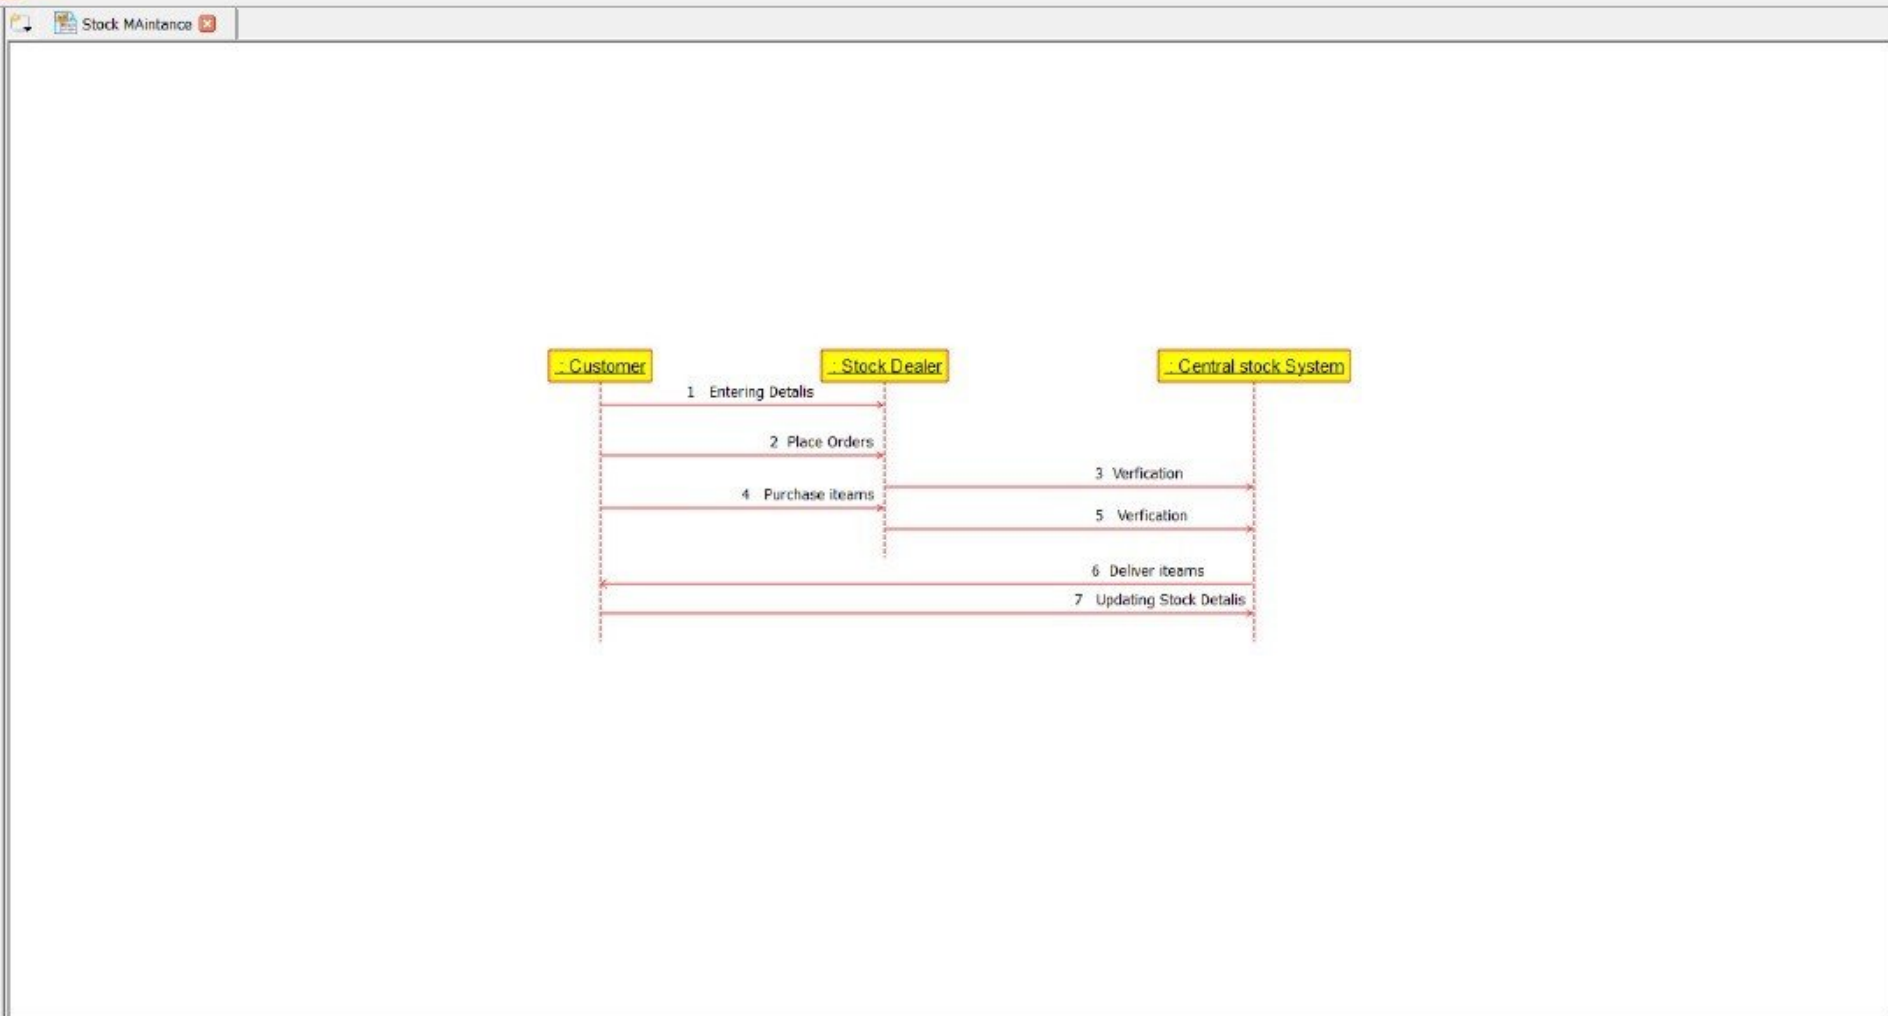 Stock MAintance
: Customer
: Stock Dealer
: Central stock System
1 Entering Detalis
2 Place Orders
3 Verfication
4 Purchase iteams
5 Verfication
6 Deliver iteams
7 Updating Stock Detalis